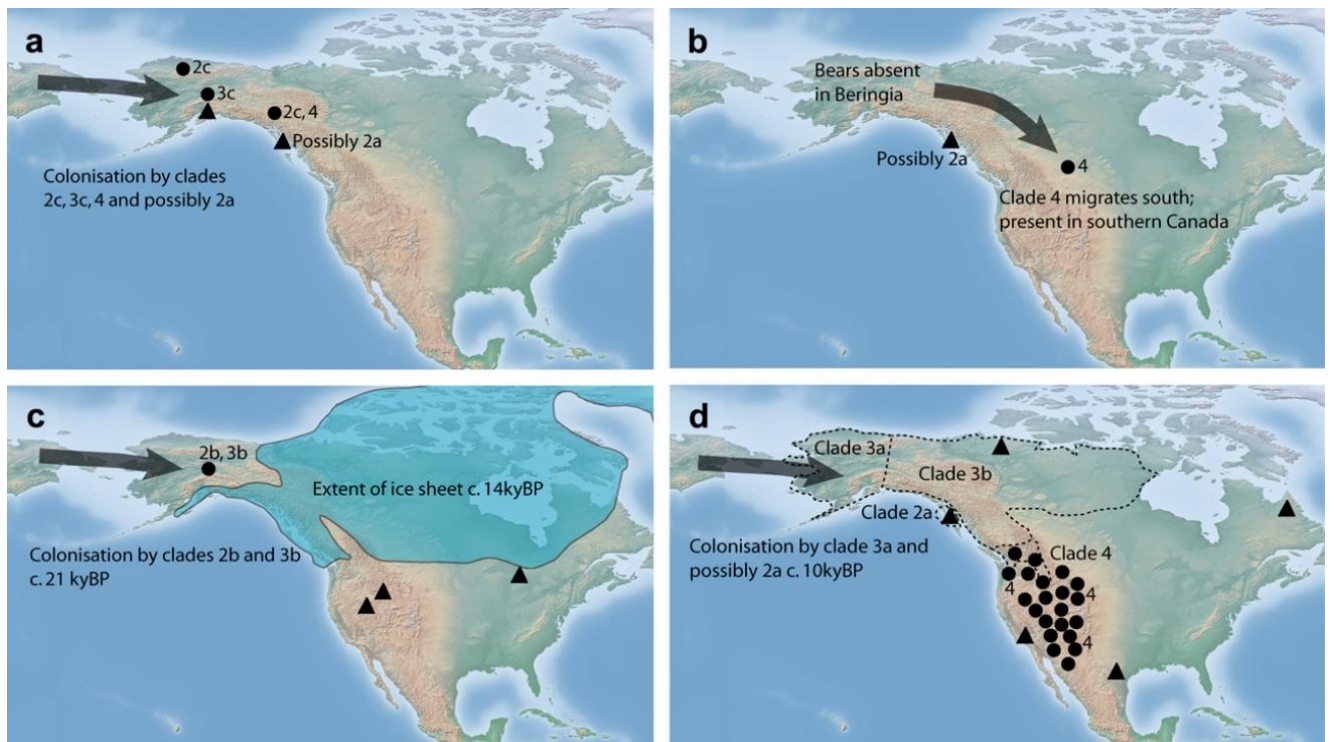 a
2c
3c
2c, 4
Possibly 2a
Colonisation by clades
2c, 3c, 4 and possibly 2a
b
Bears absent
in Beringia
Possibly 2a
4
Clade 4 migrates south;
present in southern Canada
c
2b, 3b
Extent of ice sheet c. 14kyBP
Colonisation by clades 2b and 3b
c. 21 kyBP
d
Clade 3a
Clade 3b
Clade 2a
Colonisation by clade 3a and
possibly 2a c. 10kyBP
Clade 4
4
4
4